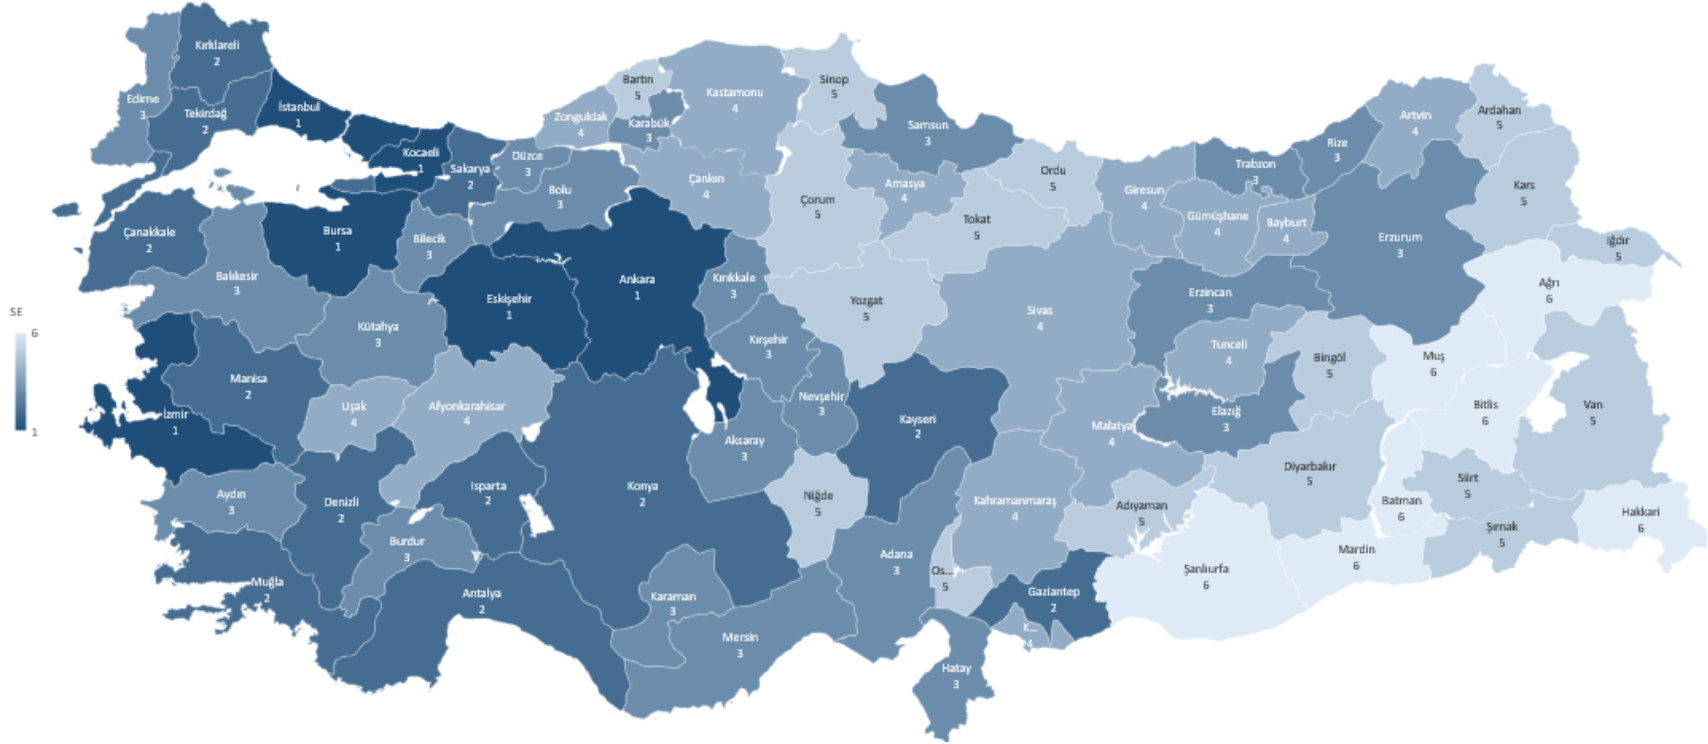 Kırklareli
2
Edirne
3
Tekirdağ
2
İstanbul
1
Kocaeli
1
Sakarya
2
Düzce
3
Bolu
3
Zonguldak
4
Bartın
5
Karabük
3
Kastamonu
4
Sinop
5
Samsun
3
Çankırı
4
Çorum
5
Amasya
4
Tokat
5
Ordu
5
Giresun
4
Gümüşhane
4
Trabzon
3
Bayburt
4
Rize
3
Artvin
4
Ardahan
5
Kars
5
Iğdır
5
Erzurum
3
Ağrı
6
Çanakkale
2
Balıkesir
3
Bursa
1
Bilecik
3
Kütahya
3
Eskişehir
1
Ankara
1
Kırıkkale
3
Kırşehir
3
Yozgat
5
Sivas
4
Erzincan
3
Tunceli
4
Bingöl
5
Muş
6
Bitlis
6
Van
5
SE
6
1
Manisa
2
İzmir
1
Uşak
4
Afyonkarahisar
4
Aksaray
3
Nevşehir
3
Kayseri
2
Malatya
4
Elazığ
3
Diyarbakır
5
Batman
6
Siirt
5
Şırnak
5
Hakkari
6
Aydın
3
Denizli
2
Isparta
2
Konya
2
Niğde
5
Kahramanmaraş
4
Adıyaman
5
Burdur
3
Muğla
2
Antalya
2
Karaman
3
Mersin
3
Adana
3
Os...
5
Gaziantep
2
K...
4
Hatay
3
Şanlıurfa
6
Mardin
6